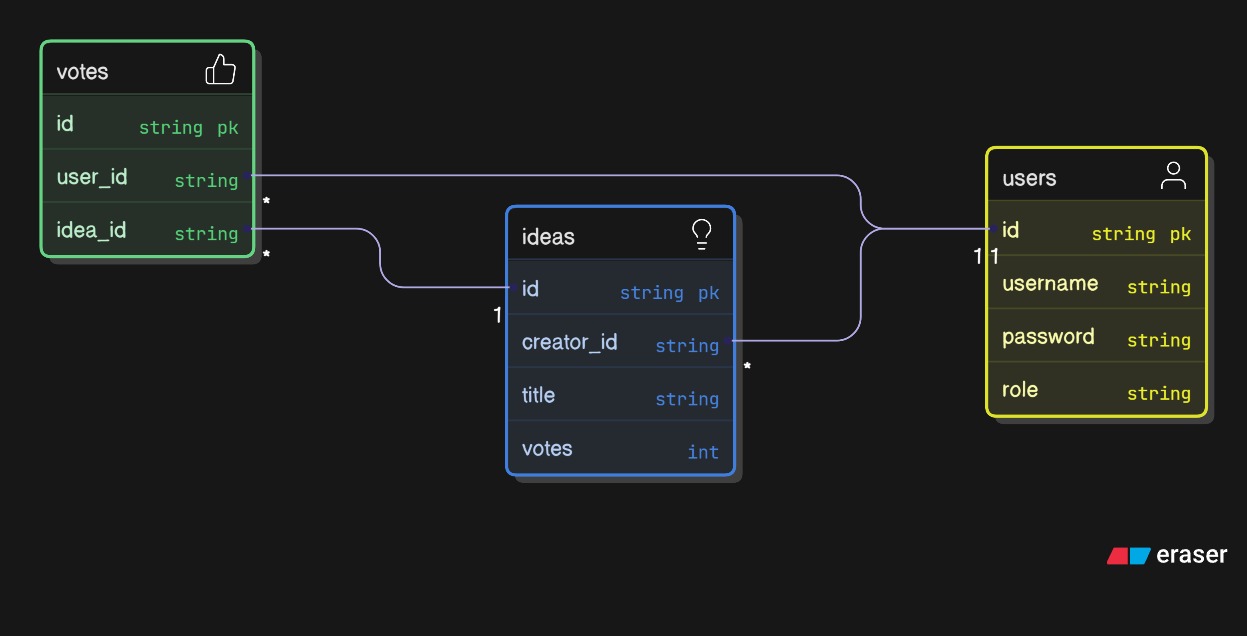 votes
id string pk
user_id string
*
idea_id string
*
ideas
id string pk
1
creator_id string
*
title string
votes int
users
id string pk
1 1
username string
password string
role string
eraser